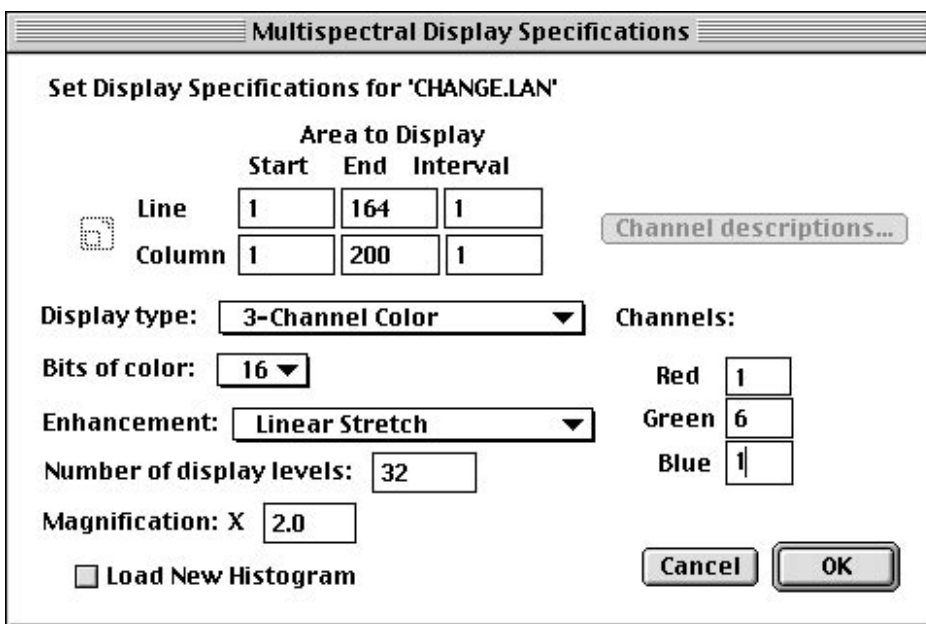 Multispectral Display Specifications
Set Display Specifications for 'CHANGE.LAN'
Area to Display
Start End Interval
Line 1 164 1
Channel descriptions...
Column 1 200 1
Display type: 3-Channel Color Channels:
Bits of color: 16
Red 1
Enhancement: Linear Stretch
Green 6
Blue 1
Number of display levels: 32
Magnification: X 2.0
Load New Histogram
Cancel OK